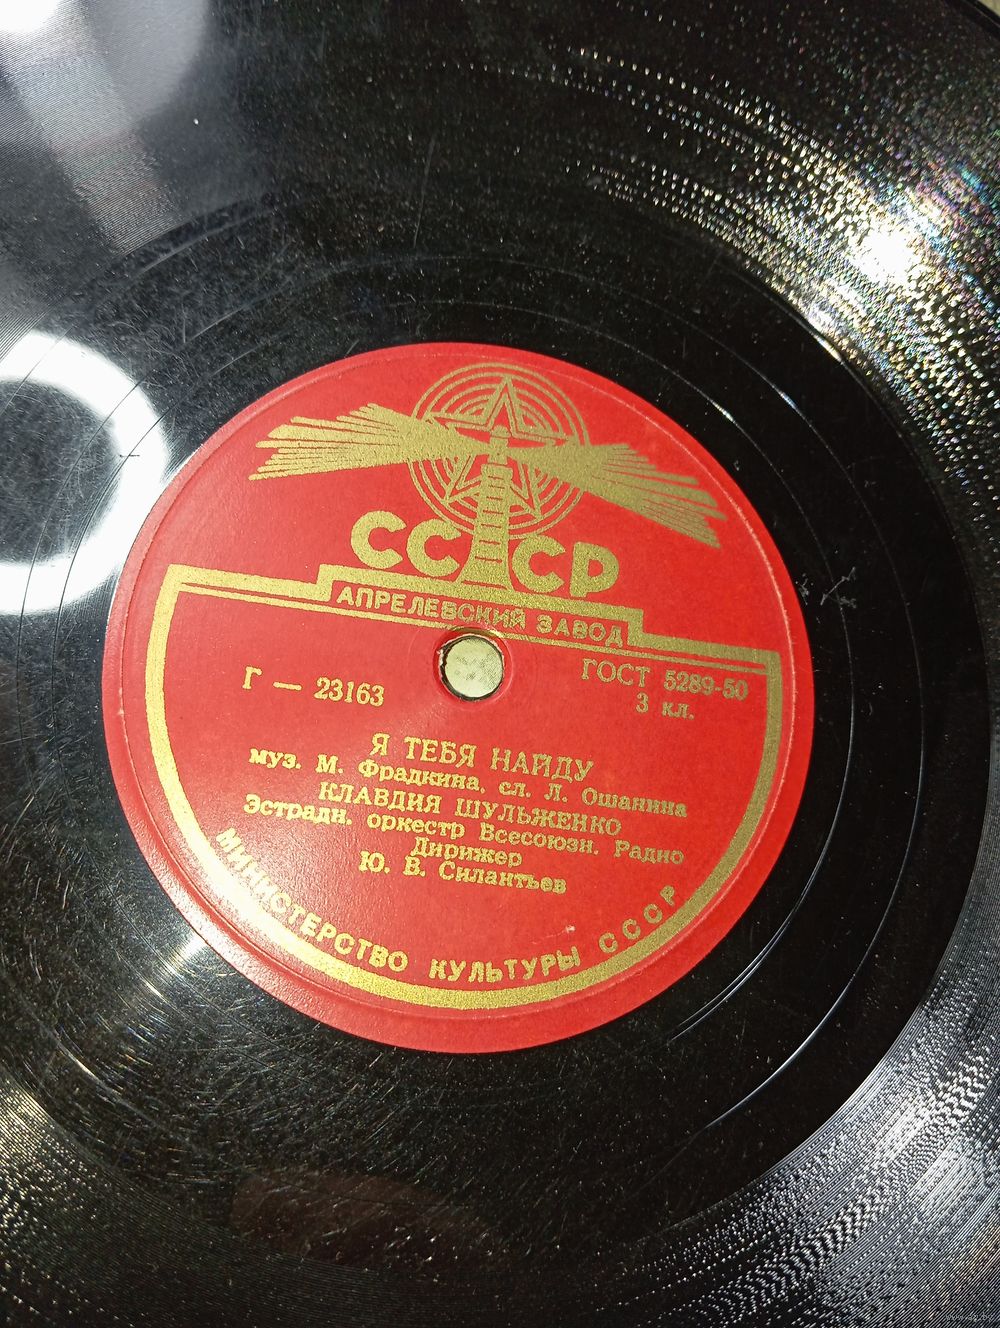 СССР
АПРЕЛЕВСКИЙ ЗАВОД
Г — 23163
ГОСТ 5289-50
3 кл.
Я ТЕБЯ НАЙДУ
муз. М. Фрадкина, сл. Л. Ошанина
КЛАВДИЯ ШУЛЬЖЕНКО
Эстрадн. оркестр Всесоюзн. Радио
Дирижер
Ю. В. Силантьев
МИНИСТЕРСТВО КУЛЬТУРЫ СССР